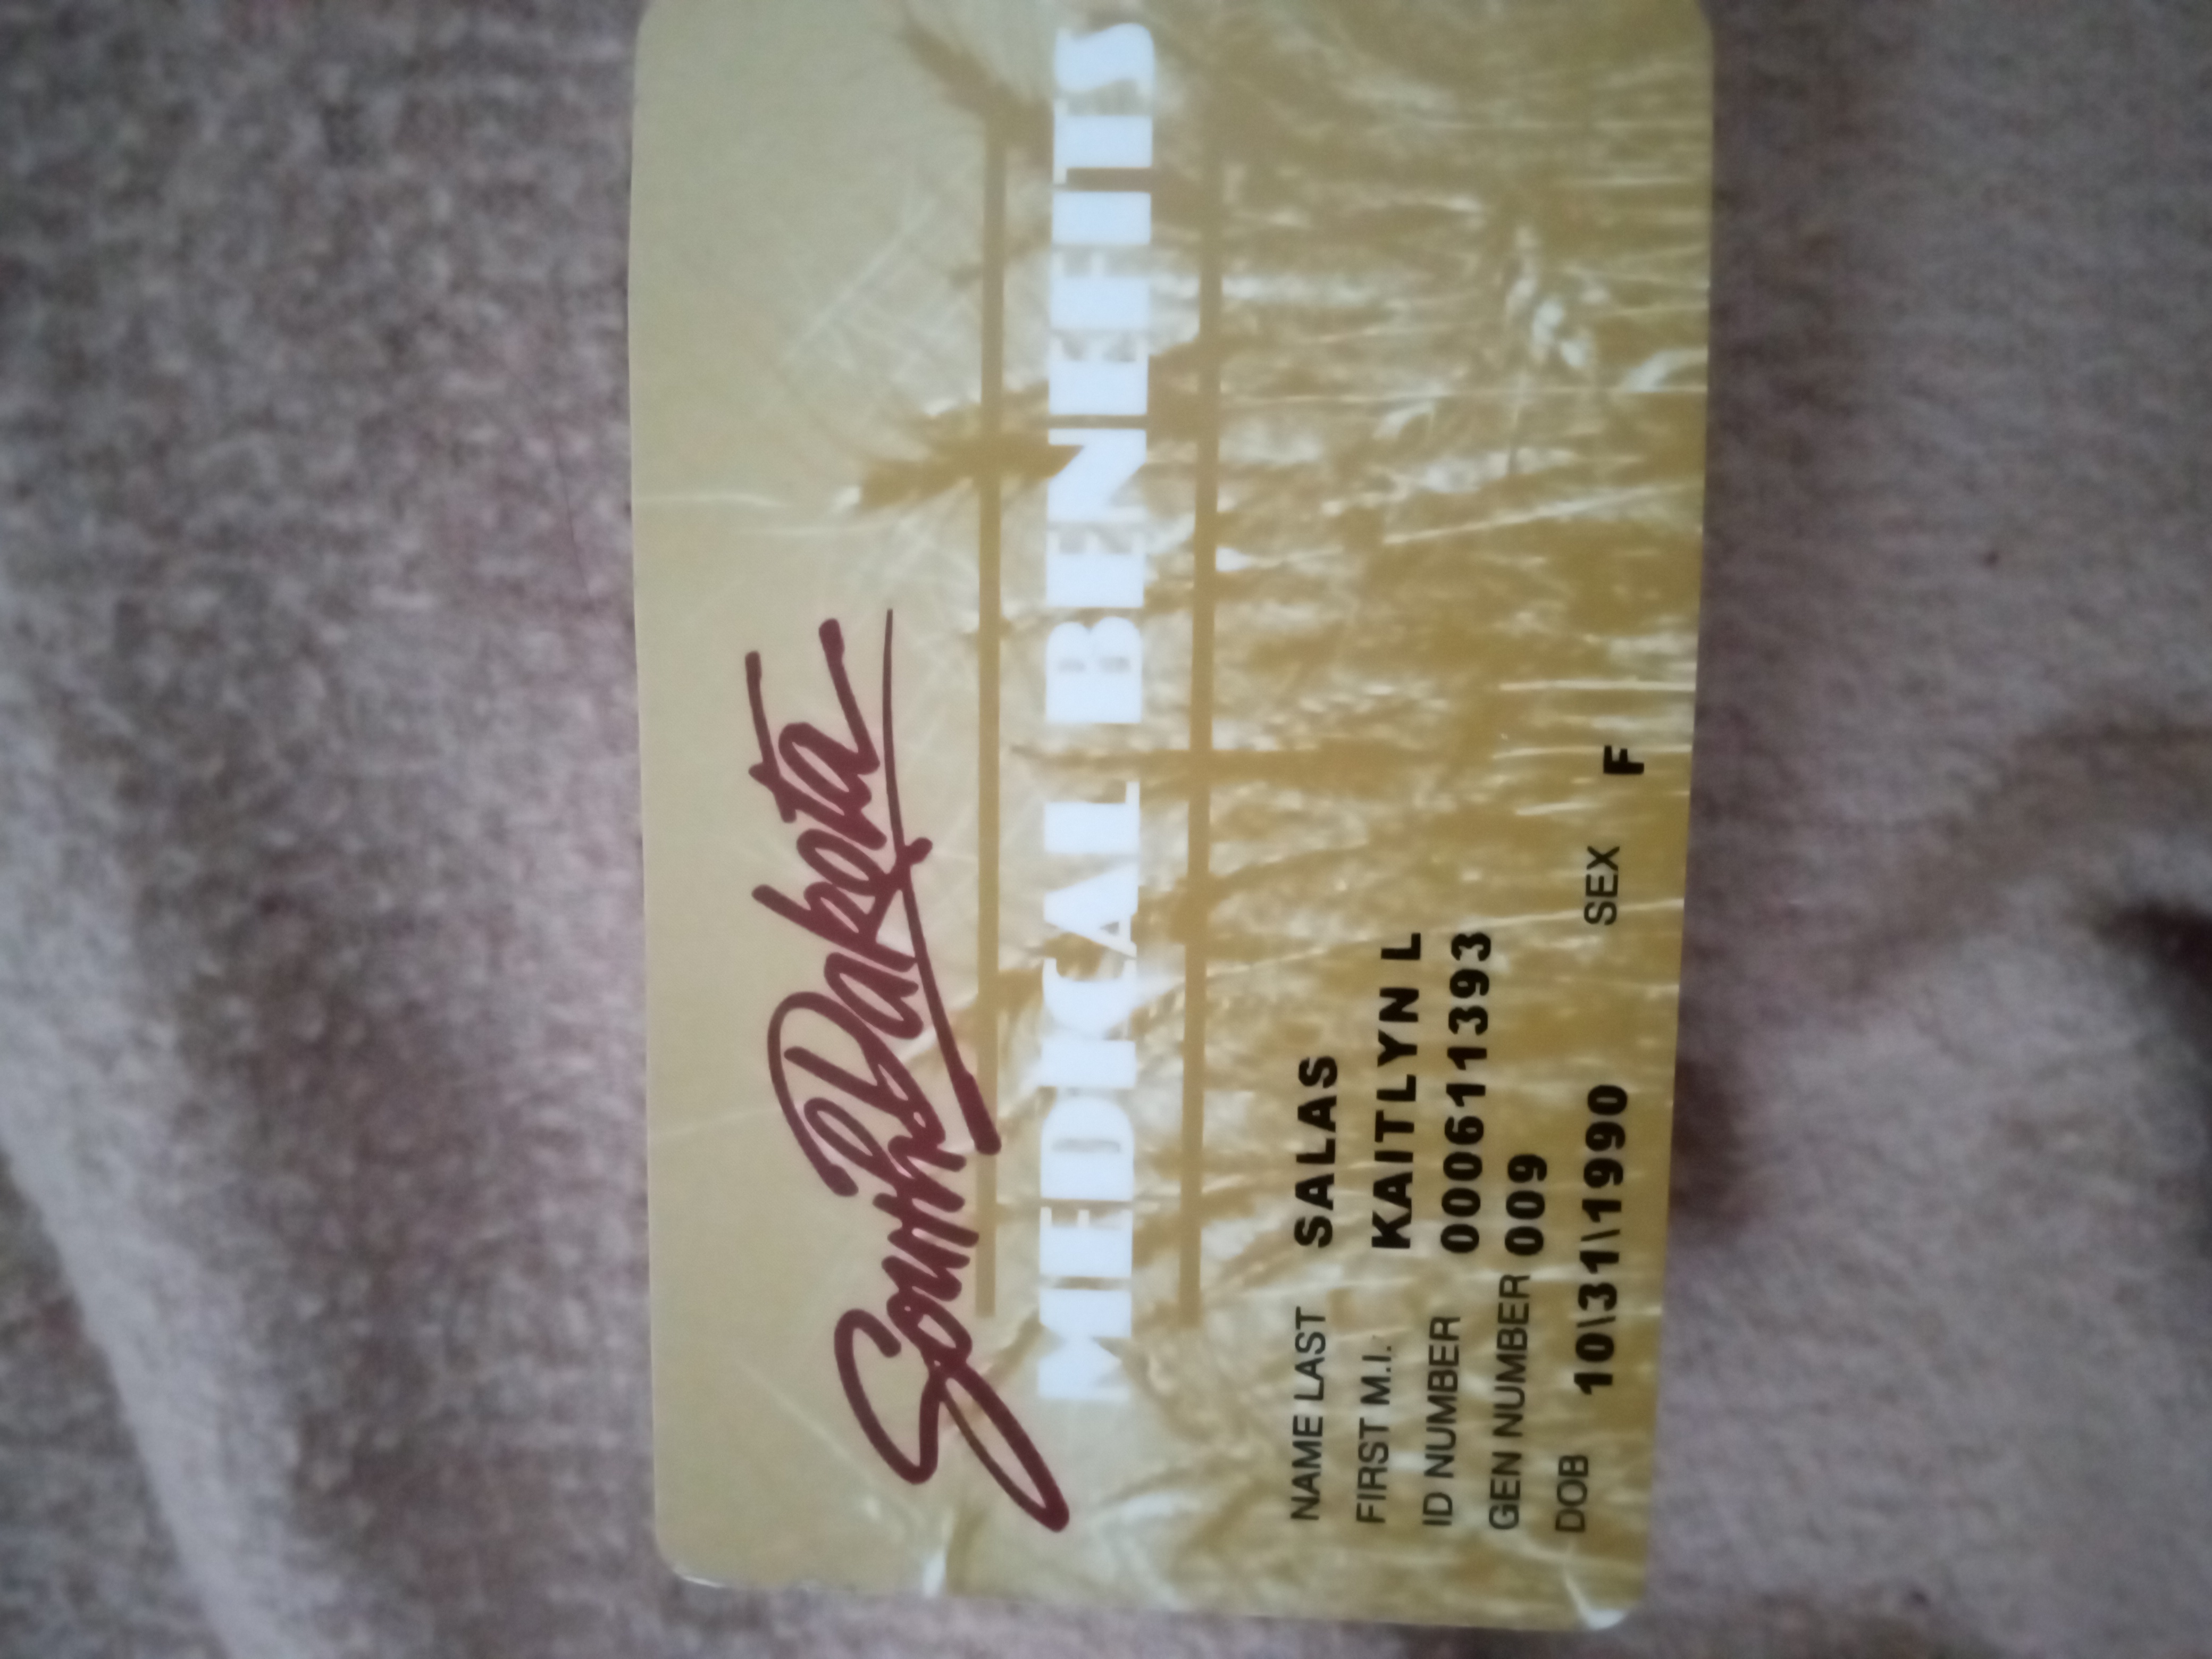 South Dakota
MEDICAL BENEFITS
NAME LAST SALAS
FIRST M.I. KAITLYN L
ID NUMBER 000611393
GEN NUMBER 009
DOB 10\31\1990 SEX F